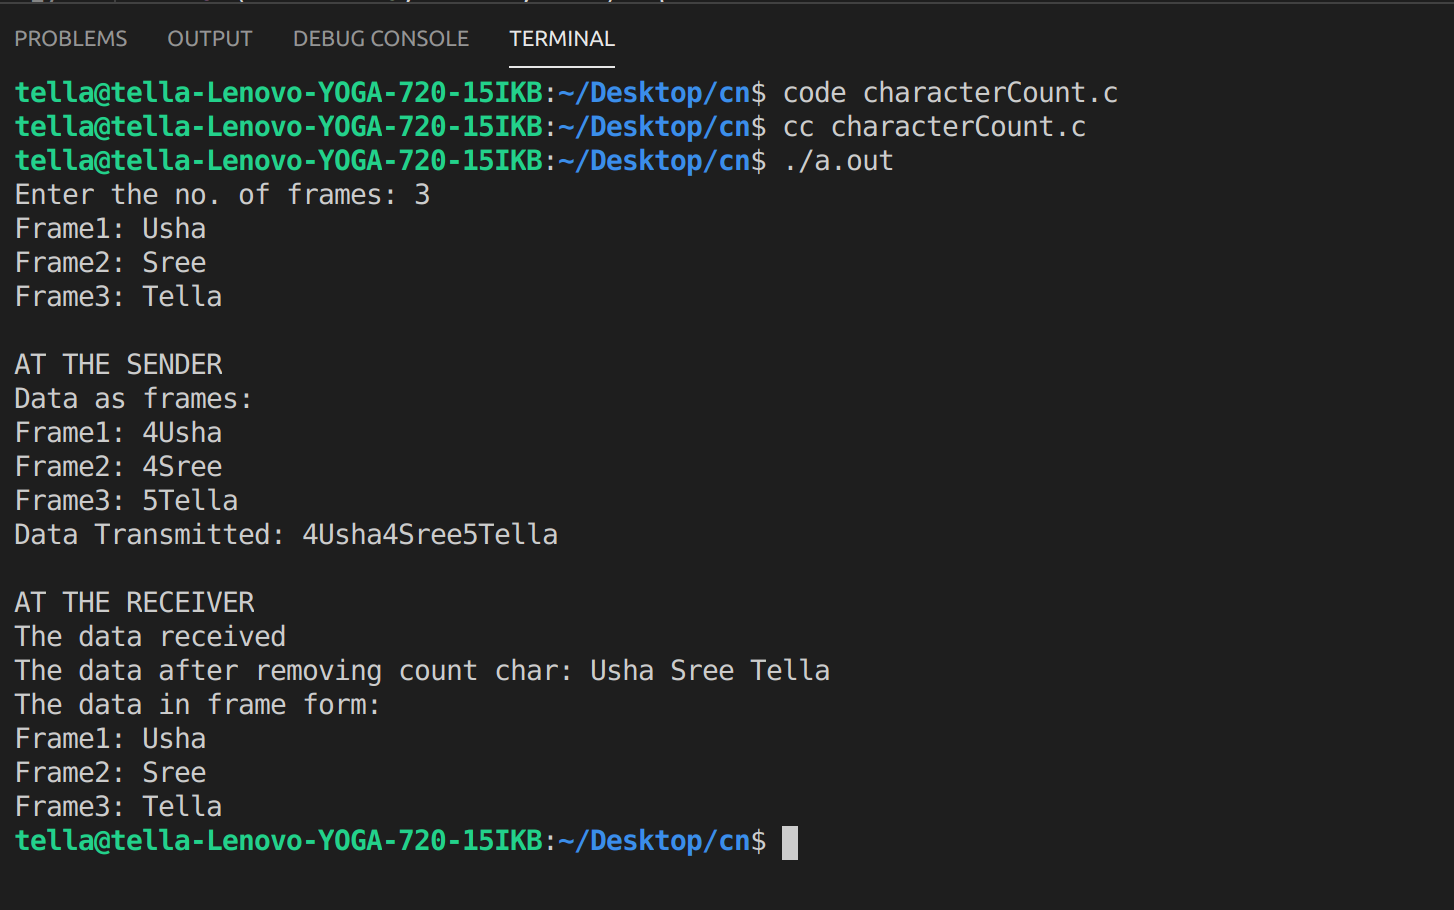 PROBLEMS OUTPUT DEBUG CONSOLE TERMINAL
tella@tella-Lenovo-YOGA-720-15IKB:~/Desktop/cn$ code characterCount.c
tella@tella-Lenovo-YOGA-720-15IKB:~/Desktop/cn$ cc characterCount.c
tella@tella-Lenovo-YOGA-720-15IKB:~/Desktop/cn$ ./a.out
Enter the no. of frames: 3
Frame1: Usha
Frame2: Sree
Frame3: Tella
AT THE SENDER
Data as frames:
Frame1: 4Usha
Frame2: 4Sree
Frame3: 5Tella
Data Transmitted: 4Usha4Sree5Tella
AT THE RECEIVER
The data received
The data after removing count char: Usha Sree Tella
The data in frame form:
Frame1: Usha
Frame2: Sree
Frame3: Tella
tella@tella-Lenovo-YOGA-720-15IKB:~/Desktop/cn$